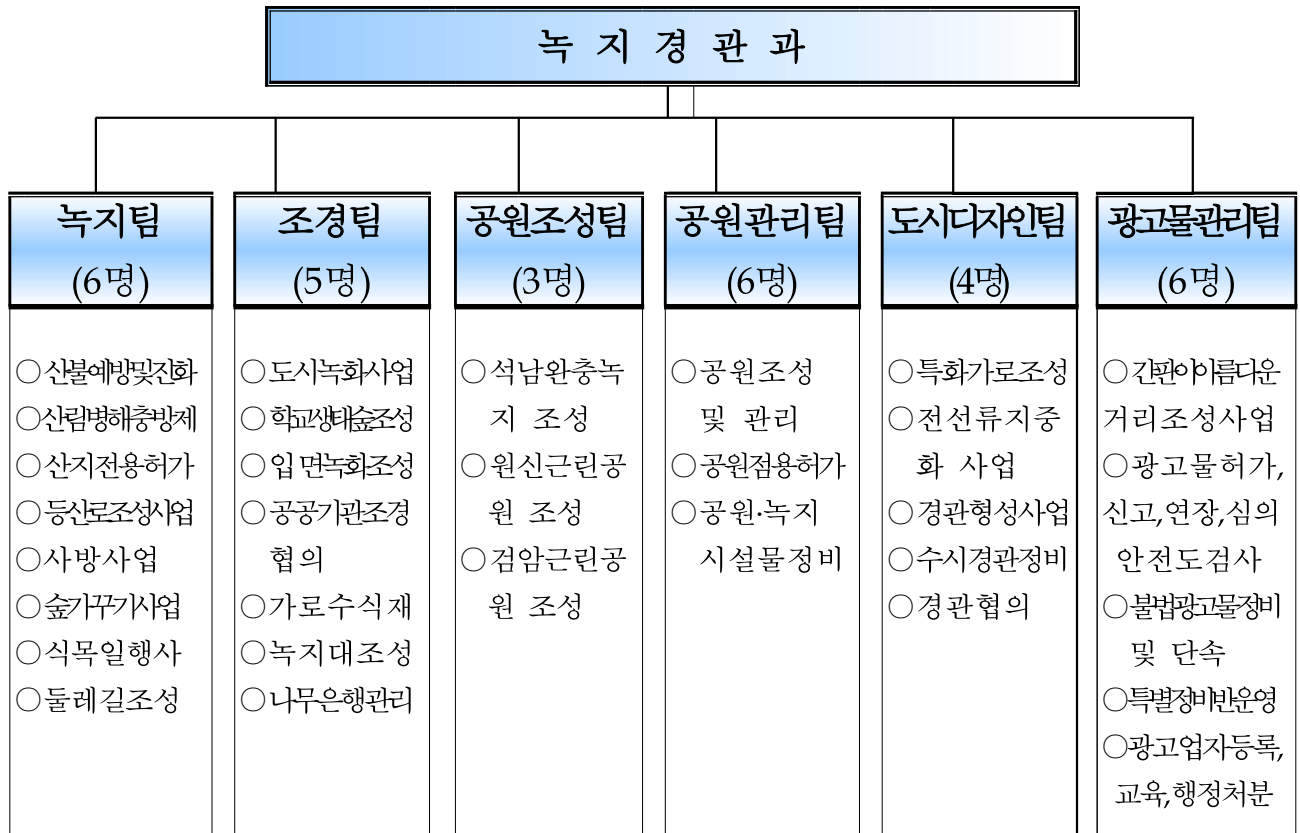 녹 지 경 관 과
녹지팀
(6명)
○산불예방및진화
○산림병해충방제
○산지전용허가
○등산로조성사업
○사방사업
○숲가꾸기사업
○식목일행사
○둘레길조성
조경팀
(5명)
○도시녹화사업
○학교생태숲조성
○입면녹화조성
○공공기관조경
협의
○가로수식재
○녹지대조성
○나무은행관리
공원조성팀
(3명)
○석남완충녹
지 조성
○원신근린공
원 조성
○검암근린공
원 조성
공원관리팀
(6명)
○공원조성
및 관리
○공원점용허가
○공원·녹지
시설물정비
도시디자인팀
(4명)
○특화가로조성
○전선류지중
화 사업
○경관형성사업
○수시경관정비
○경관협의
광고물관리팀
(6명)
○간판이아름다운
거리조성사업
○광고물허가,
신고,연장,심의
안전도검사
○불법광고물정비
및 단속
○특별정비반운영
○광고업자등록,
교육,행정처분